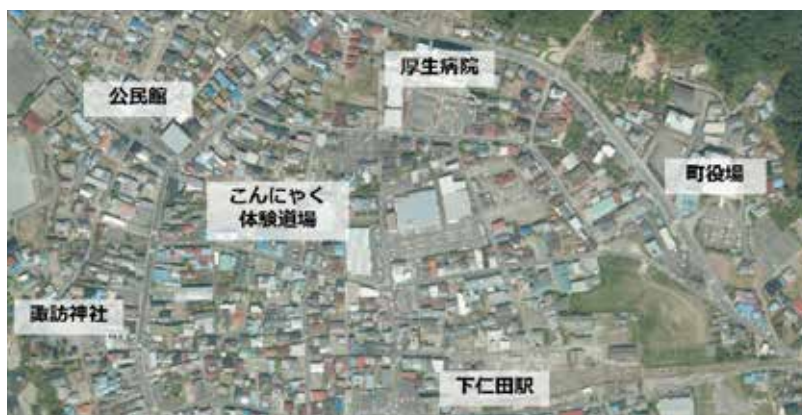 厚生病院
公民館
町役場
こんにゃく
体験道場
諏訪神社
下仁田駅